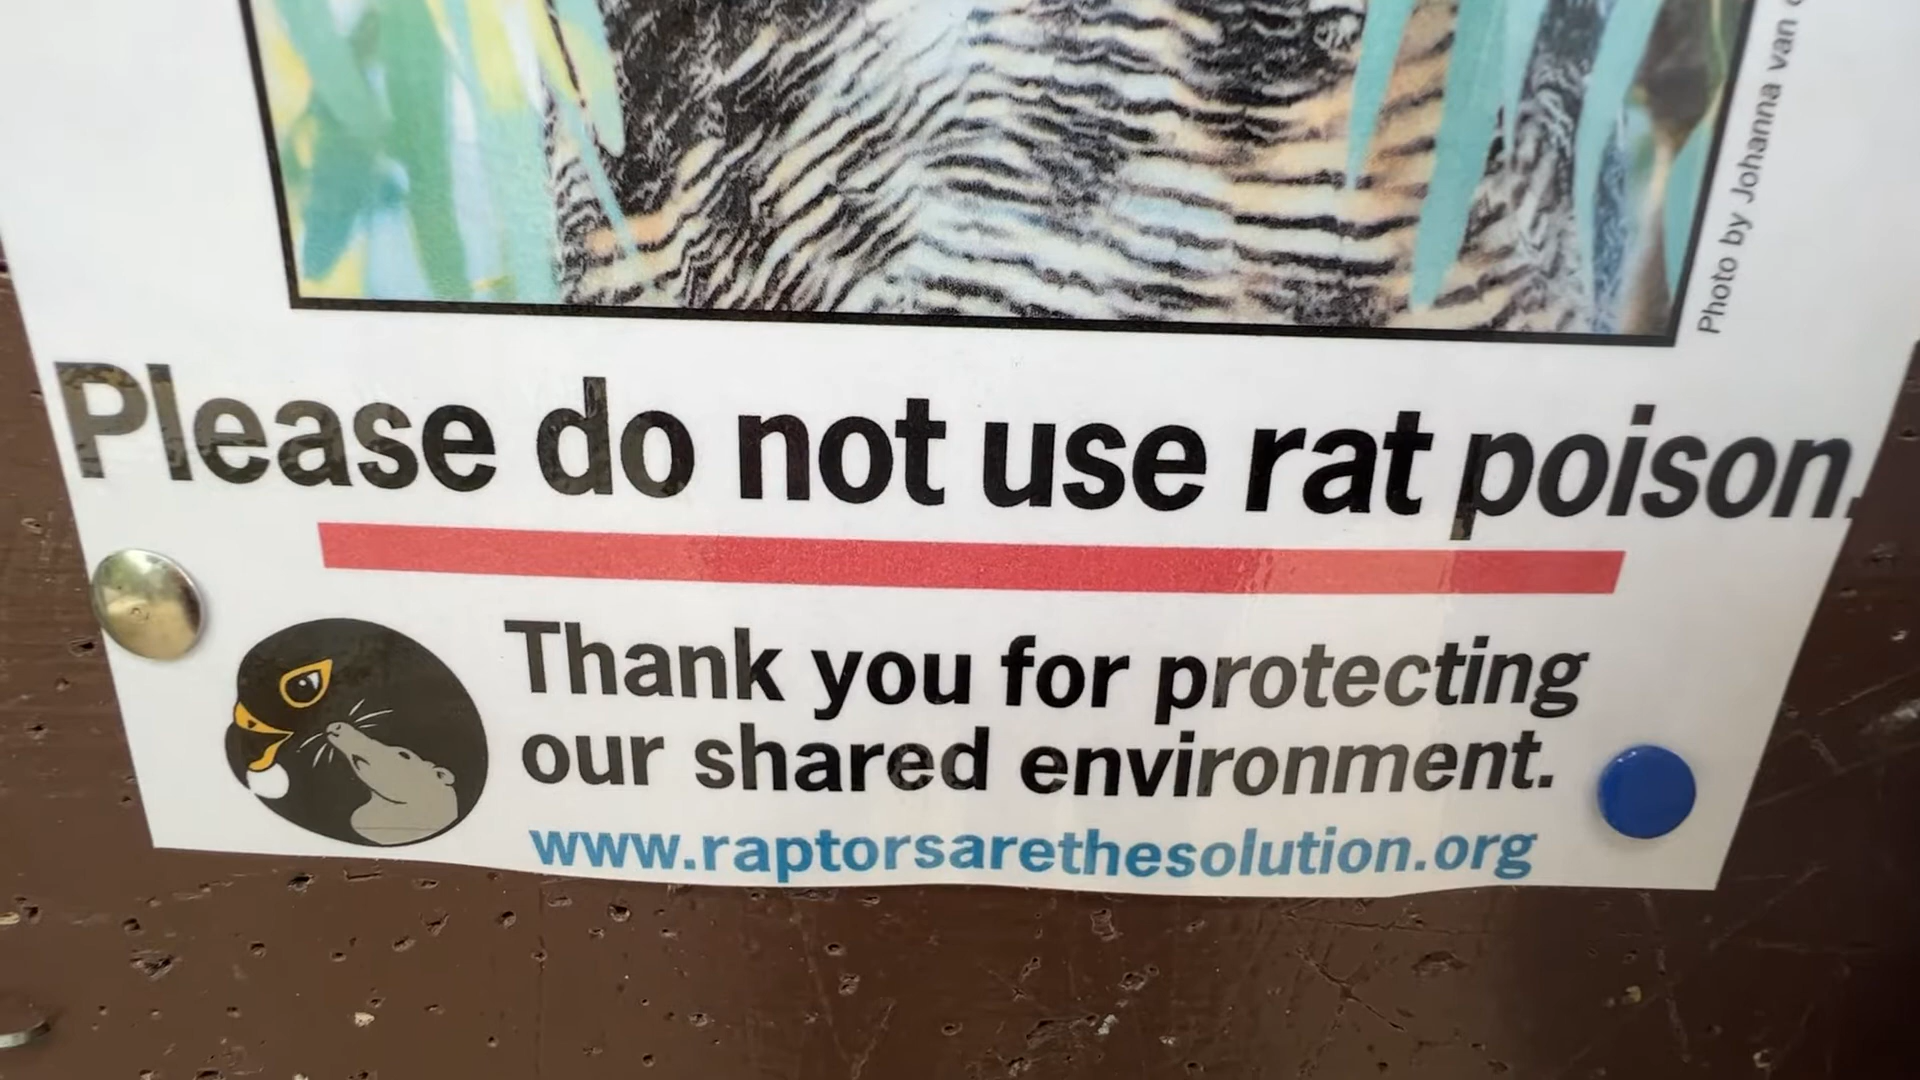 Photo by Johanna van
Please do not use rat poison.
Thank you for protecting
our shared environment.
www.raptorsarethesolution.org